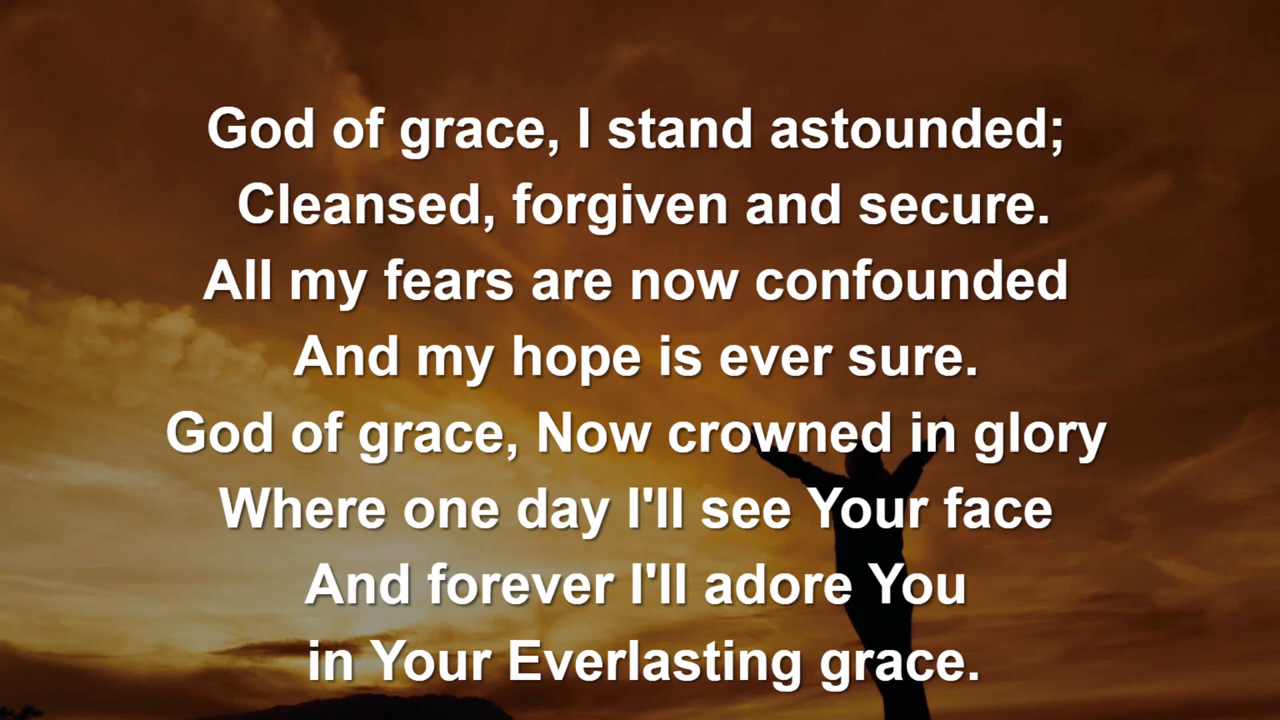 God of grace, I stand astounded;
Cleansed, forgiven and secure.
All my fears are now confounded
And my hope is ever sure.
God of grace, Now crowned in glory
Where one day I'll see Your face
And forever I'll adore You
in Your Everlasting grace.